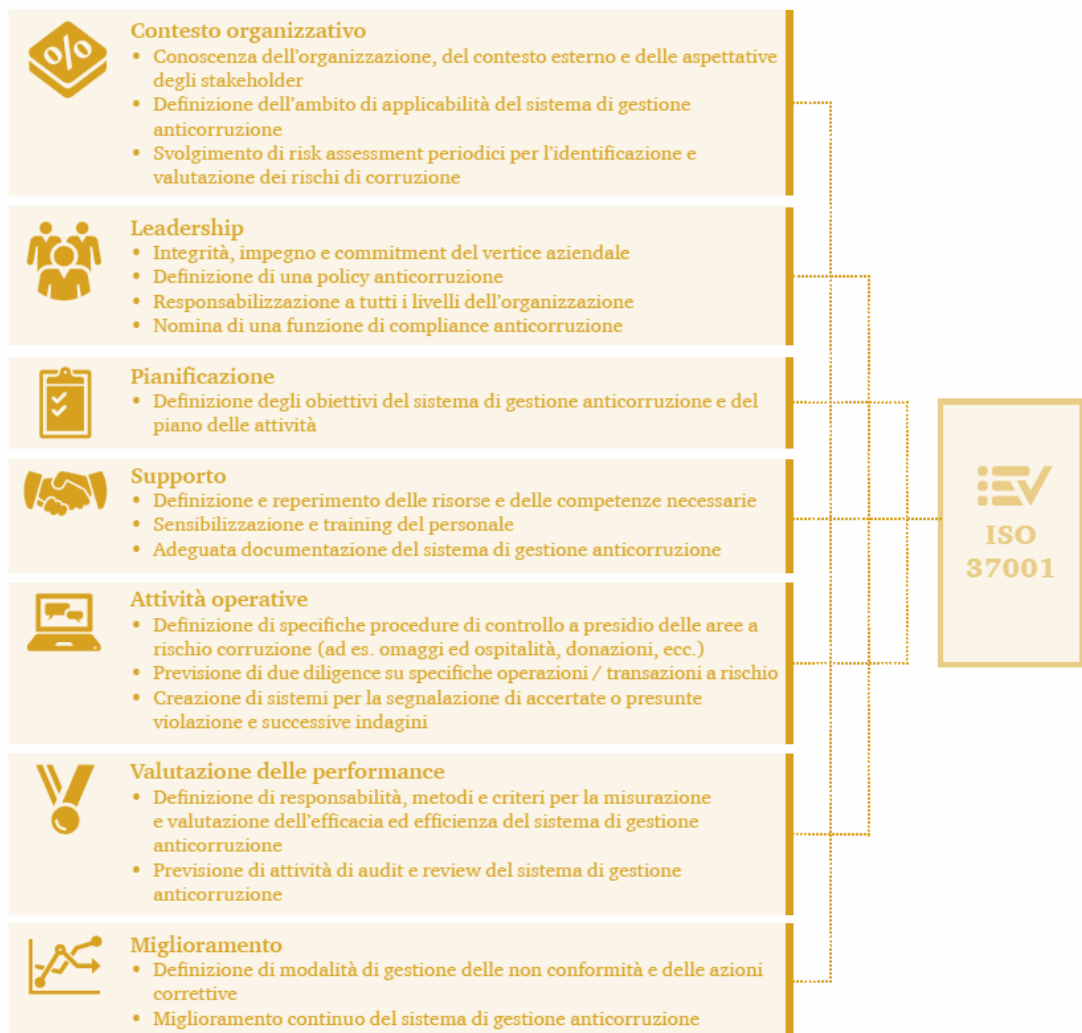 Contesto organizzativo
• Conoscenza dell'organizzazione, del contesto esterno e delle aspettative
degli stakeholder
• Definizione dell'ambito di applicabilità del sistema di gestione
anticorruzione
• Svolgimento di risk assessment periodici per l'identificazione e
valutazione dei rischi di corruzione
Leadership
• Integrità, impegno e commitment del vertice aziendale
• Definizione di una policy anticorruzione
• Responsabilizzazione a tutti i livelli dell'organizzazione
• Nomina di una funzione di compliance anticorruzione
Pianificazione
• Definizione degli obiettivi del sistema di gestione anticorruzione e del
piano delle attività
Supporto
• Definizione e reperimento delle risorse e delle competenze necessarie
• Sensibilizzazione e training del personale
• Adeguata documentazione del sistema di gestione anticorruzione
Attività operative
• Definizione di specifiche procedure di controllo a presidio delle aree a
rischio corruzione (ad es. omaggi ed ospitalità, donazioni, ecc.)
• Previsione di due diligence su specifiche operazioni / transazioni a rischio
• Creazione di sistemi per la segnalazione di accertate o presunte
violazione e successive indagini
Valutazione delle performance
• Definizione di responsabilità, metodi e criteri per la misurazione
e valutazione dell'efficacia ed efficienza del sistema di gestione
anticorruzione
• Previsione di attività di audit e review del sistema di gestione
anticorruzione
Miglioramento
• Definizione di modalità di gestione delle non conformità e delle azioni
correttive
• Miglioramento continuo del sistema di gestione anticorruzione
ISO
37001
%